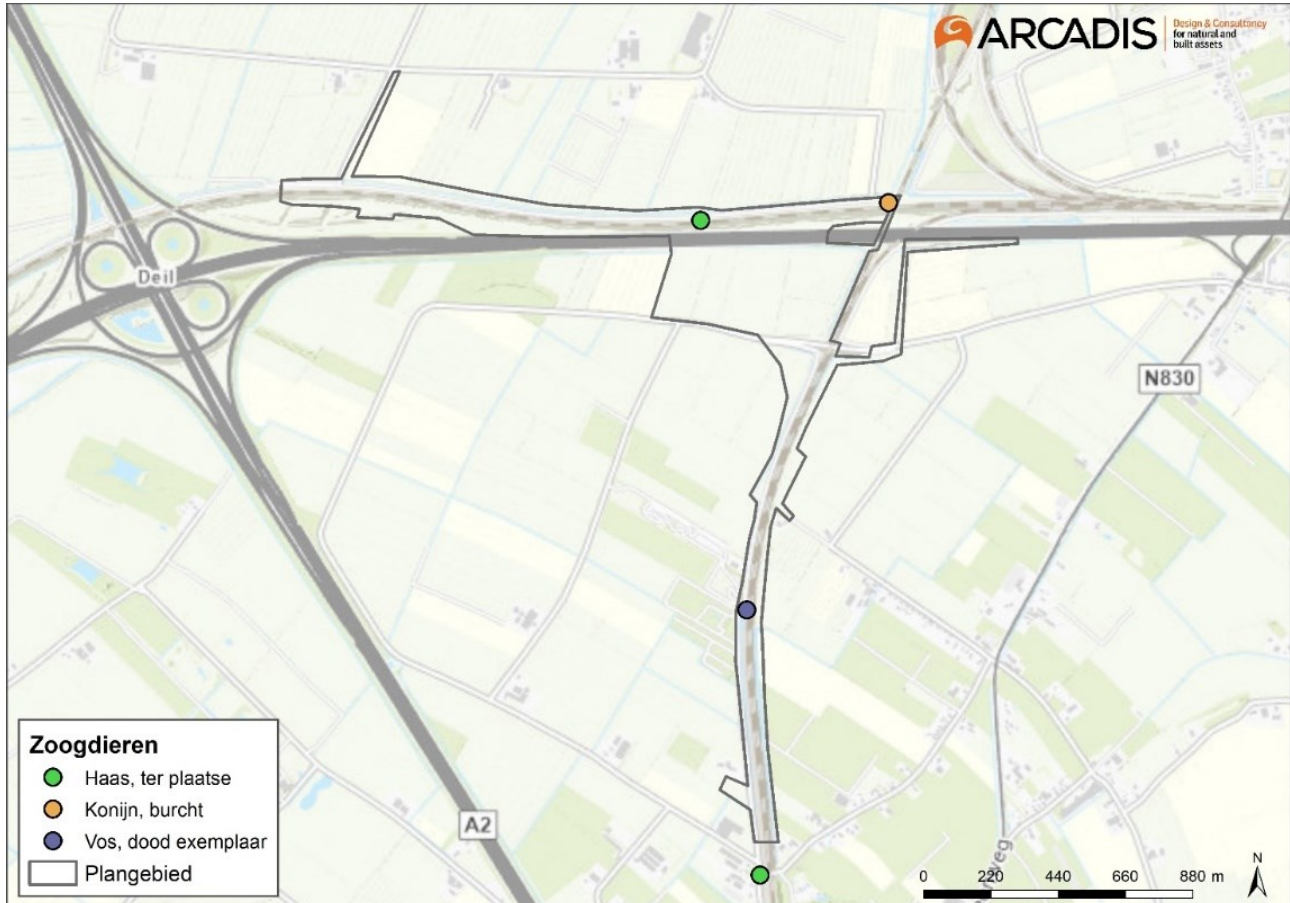 ARCADIS
Design & Consultancy
for natural and
built assets
Deil
N830
A2
Zoogdieren
Haas, ter plaatse
Konijn, burcht
Vos, dood exemplaar
Plangebied
0 220 440 660 880 m
N